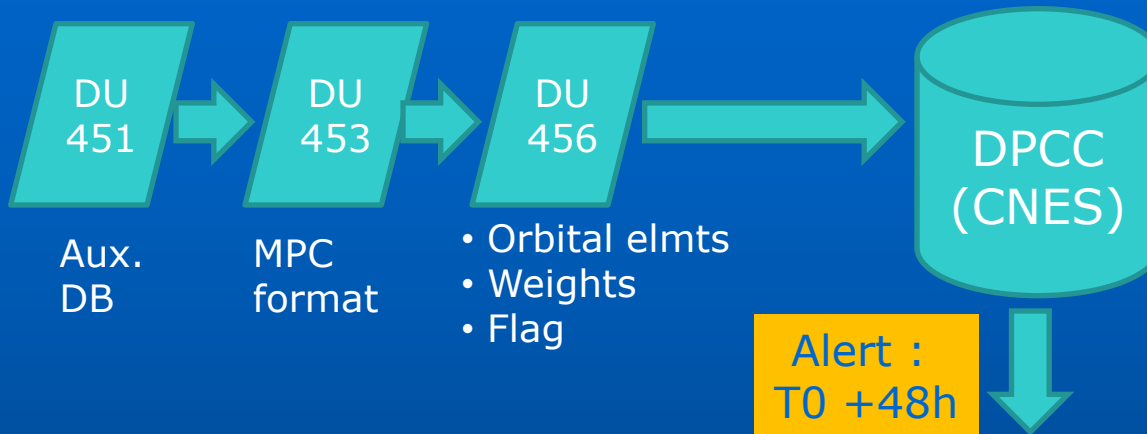 DU
451
DU
453
DU
456
DPCC
(CNES)
Aux.
DB
MPC
format
• Orbital elmts
• Weights
• Flag
Alert :
T0 +48h